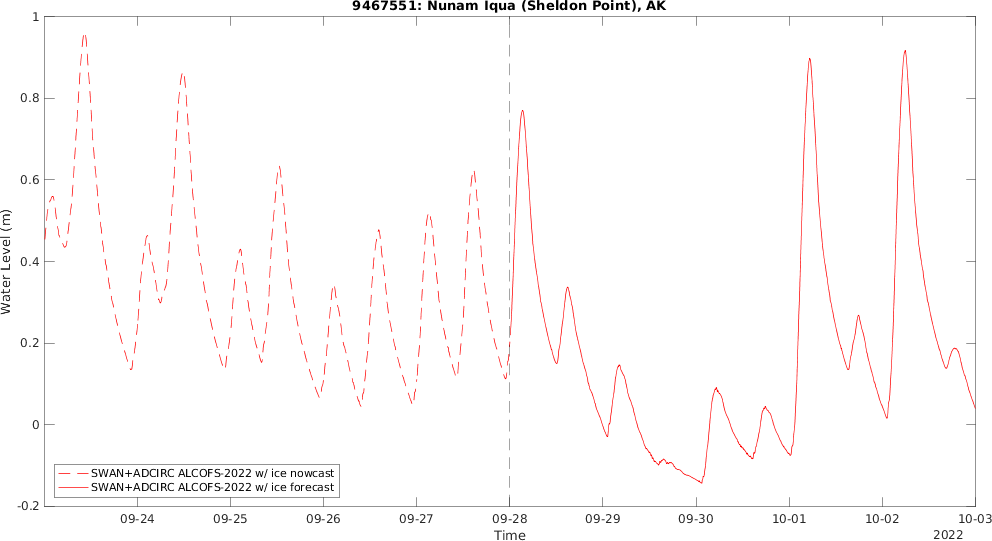 9467551: Nunam Iqua (Sheldon Point), AK
1
0.8
0.6
0.4
0.2
0
-0.2
Water Level (m)
SWAN+ADCIRC ALCOFS-2022 w/ ice nowcast
SWAN+ADCIRC ALCOFS-2022 w/ ice forecast
09-24 09-25 09-26 09-27 09-28 09-29 09-30 10-01 10-02 10-03
Time
2022